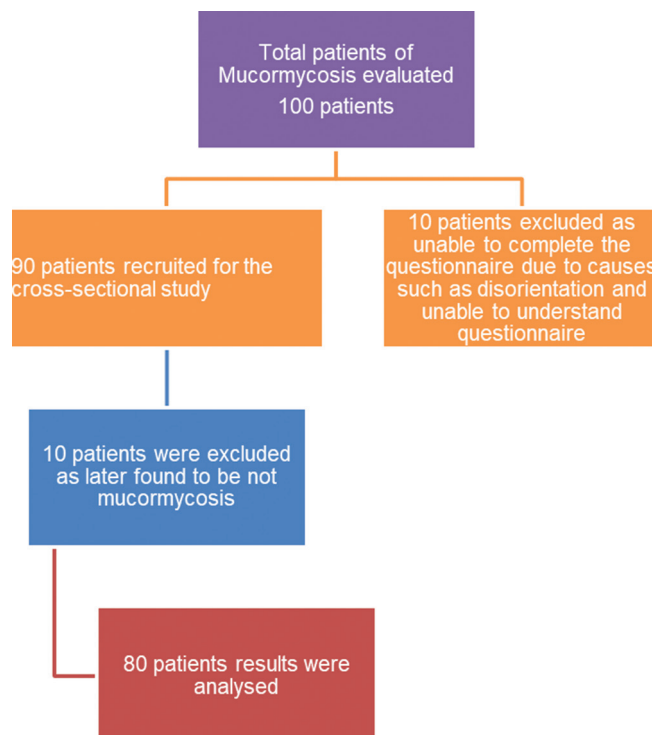 Total patients of
Mucormycosis evaluated
100 patients
90 patients recruited for the
cross-sectional study
10 patients excluded as
unable to complete the
questionnaire due to causes
such as disorientation and
unable to understand
questionnaire
10 patients were excluded
as later found to be not
mucormycosis
80 patients results were
analysed